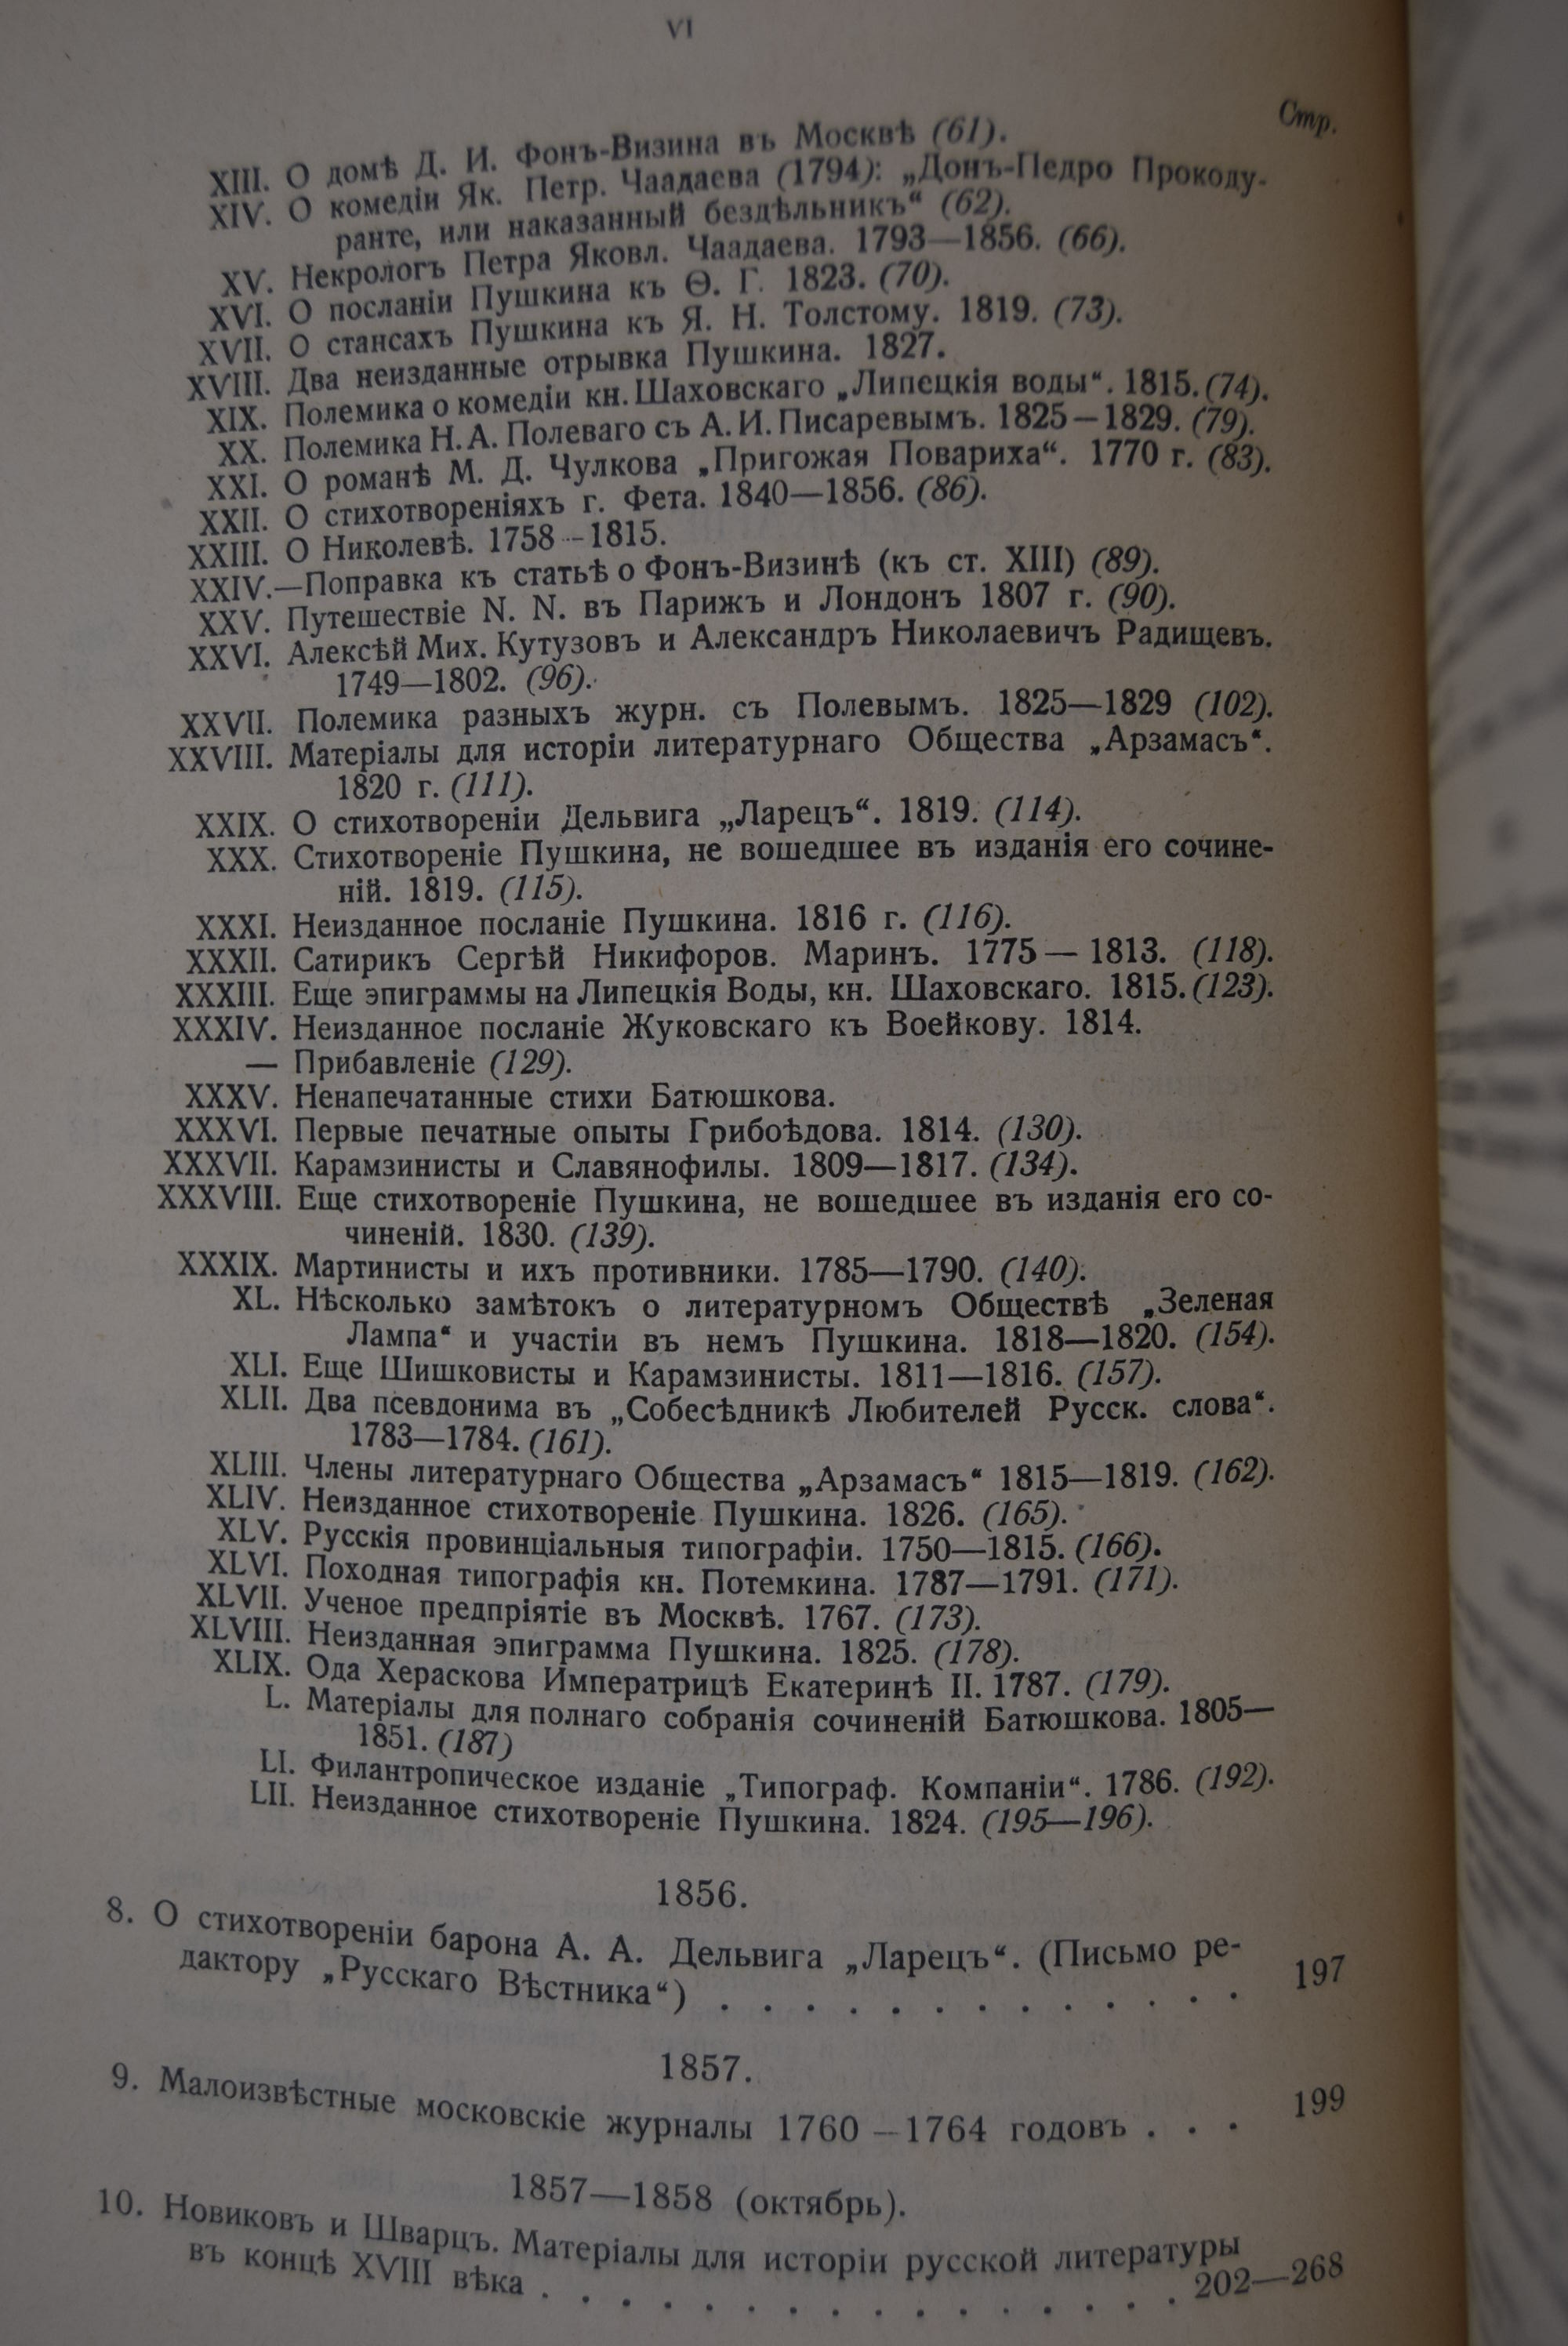 VI
Стр.
XIII. О домѣ Д. И. Фонъ-Визина въ Москвѣ (61).
XIV. О комедіи Як. Петр. Чаадаева (1794): „Донъ-Педро Прокоду-
ранте, или наказанный бездѣльникъ“ (62).
XV. Некрологъ Петра Яковл. Чаадаева. 1793—1856. (66).
XVI. О посланіи Пушкина къ Ѳ. Г. 1823. (70).
XVII. О стансахъ Пушкина къ Я. Н. Толстому. 1819. (73).
XVIII. Два неизданные отрывка Пушкина. 1827.
XIX. Полемика о комедіи кн. Шаховскаго „Липецкія воды“. 1815. (74).
XX. Полемика Н. А. Полеваго съ А. И. Писаревымъ. 1825—1829. (79).
XXI. О романѣ М. Д. Чулкова „Пригожая Повариха“. 1770 г. (83).
XXII. О стихотвореніяхъ г. Фета. 1840—1856. (86).
XXIII. О Николевѣ. 1758—1815.
XXIV.—Поправка къ статьѣ о Фонъ-Визинѣ (къ ст. XIII) (89).
XXV. Путешествіе N. N. въ Парижъ и Лондонъ 1807 г. (90).
XXVI. Алексѣй Мих. Кутузовъ и Александръ Николаевичъ Радищевъ.
1749—1802. (96).
XXVII. Полемика разныхъ журн. съ Полевымъ. 1825—1829 (102).
XXVIII. Матеріалы для исторіи литературнаго Общества „Арзамасъ“.
1820 г. (111).
XXIX. О стихотвореніи Дельвига „Ларецъ“. 1819. (114).
XXX. Стихотвореніе Пушкина, не вошедшее въ изданія его сочине-
ній. 1819. (115).
XXXI. Неизданное посланіе Пушкина. 1816 г. (116).
XXXII. Сатирикъ Сергѣй Никифоров. Маринъ. 1775 — 1813. (118).
XXXIII. Еще эпиграммы на Липецкія Воды, кн. Шаховскаго. 1815. (123).
XXXIV. Неизданное посланіе Жуковскаго къ Воейкову. 1814.
— Прибавленіе (129).
XXXV. Ненапечатанные стихи Батюшкова.
XXXVI. Первые печатные опыты Грибоѣдова. 1814. (130).
XXXVII. Карамзинисты и Славянофилы. 1809—1817. (134).
XXXVIII. Еще стихотвореніе Пушкина, не вошедшее въ изданія его со-
чиненій. 1830. (139).
XXXIX. Мартинисты и ихъ противники. 1785—1790. (140).
XL. Нѣсколько замѣтокъ о литературномъ Обществѣ „Зеленая
Лампа“ и участіи въ немъ Пушкина. 1818—1820. (154).
XLI. Еще Шишковисты и Карамзинисты. 1811—1816. (157).
XLII. Два псевдонима въ „Собесѣдникѣ Любителей Русск. слова“.
1783—1784. (161).
XLIII. Члены литературнаго Общества „Арзамасъ“ 1815—1819. (162).
XLIV. Неизданное стихотвореніе Пушкина. 1826. (165).
XLV. Русскія провинціальныя типографіи. 1750—1815. (166).
XLVI. Походная типографія кн. Потемкина. 1787—1791. (171).
XLVII. Ученое предпріятіе въ Москвѣ. 1767. (173).
XLVIII. Неизданная эпиграмма Пушкина. 1825. (178).
XLIX. Ода Хераскова Императрицѣ Екатеринѣ II. 1787. (179).
L. Матеріалы для полнаго собранія сочиненій Батюшкова. 1805—
1851. (187)
LI. Филантропическое изданіе „Типограф. Компаніи“. 1786. (192).
LII. Неизданное стихотвореніе Пушкина. 1824. (195—196).
1856.
8. О стихотвореніи барона А. А. Дельвига „Ларецъ“. (Письмо ре-
дактору „Русскаго Вѣстника“) . . . . . . . . . . . . . 197
1857.
9. Малоизвѣстные московскіе журналы 1760—1764 годовъ . . . 199
1857—1858 (октябрь).
10. Новиковъ и Шварцъ. Матеріалы для исторіи русской литературы
въ концѣ XVIII вѣка . . . . . . . . . . . . . . . . 202—268